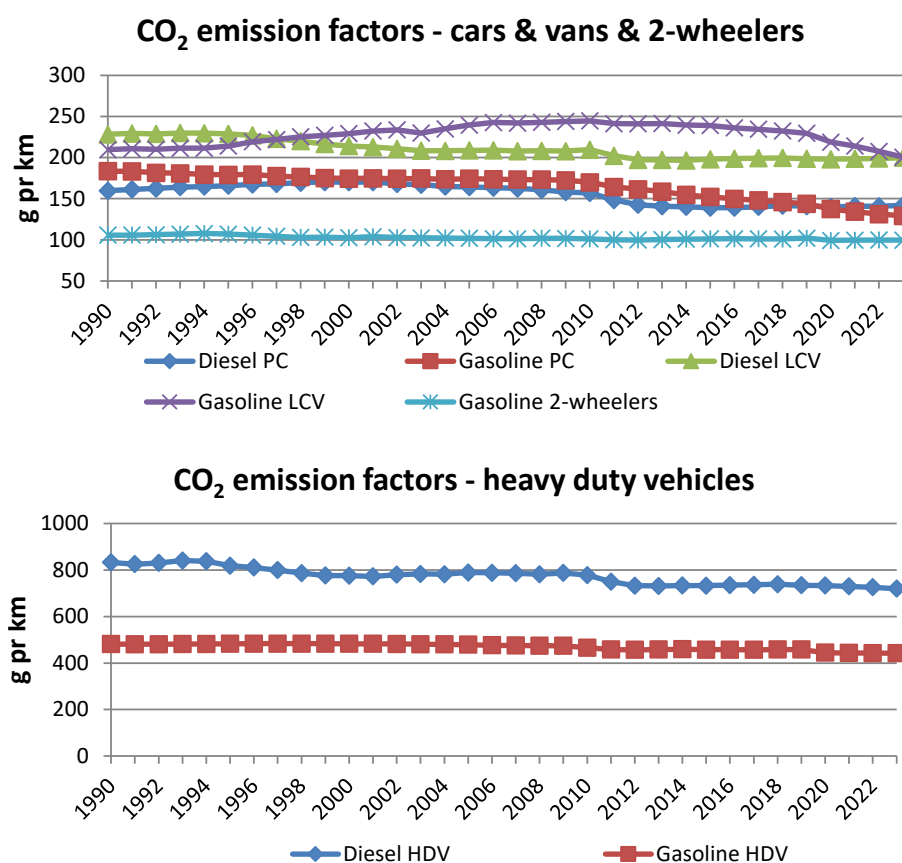 CO₂ emission factors - cars & vans & 2-wheelers
g pr km
300
250
200
150
100
50
1990 1992 1994 1996 1998 2000 2002 2004 2006 2008 2010 2012 2014 2016 2018 2020 2022
Diesel PC Gasoline PC Diesel LCV
Gasoline LCV Gasoline 2-wheelers
CO₂ emission factors - heavy duty vehicles
g pr km
1000
800
600
400
200
0
1990 1992 1994 1996 1998 2000 2002 2004 2006 2008 2010 2012 2014 2016 2018 2020 2022
Diesel HDV Gasoline HDV